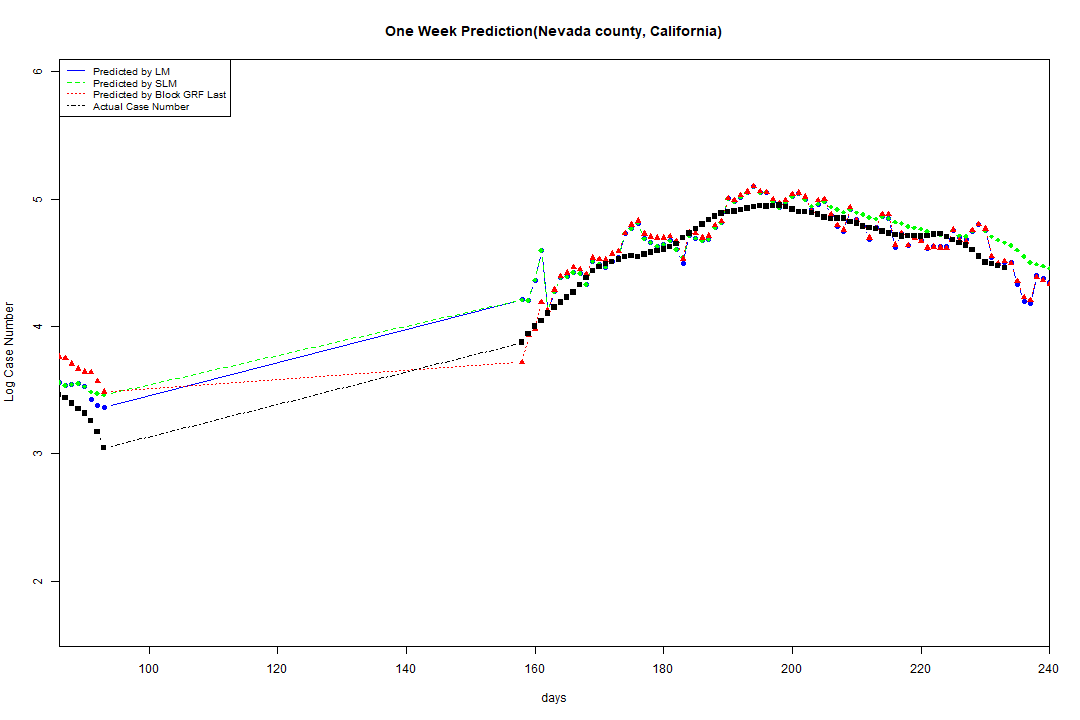 One Week Prediction(Nevada county, California)
Predicted by LM
Predicted by SLM
Predicted by Block GRF Last
Actual Case Number
6
5
4
3
2
Log Case Number
100 120 140 160 180 200 220 240
days